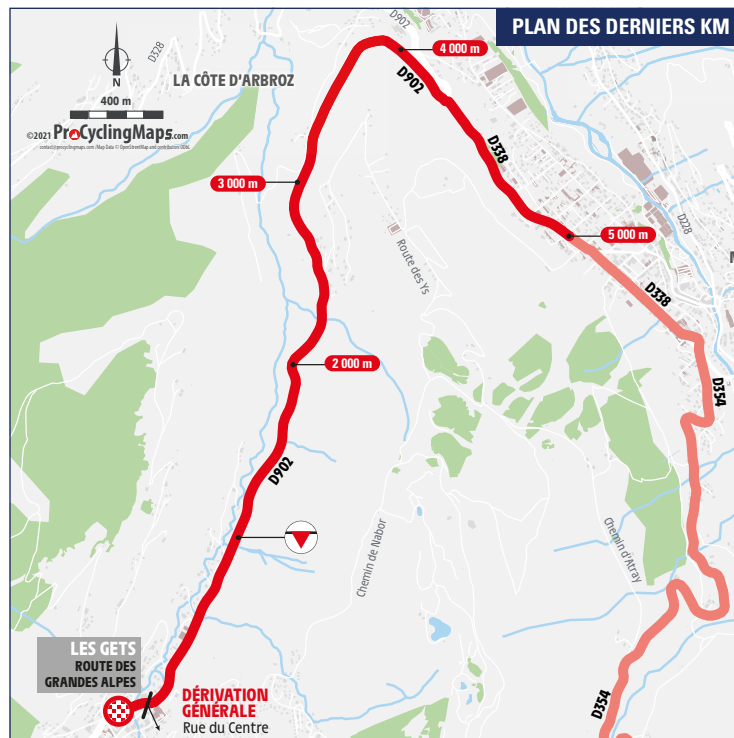 PLAN DES DERNIERS KM
D902
4 000 m
D328
LA CÔTE D'ARBROZ
N
400 m
©2021 ProCyclingMaps.com
D902
D338
3 000 m
5 000 m
D228
Route des Ys
D338
2 000 m
D354
D902
Chemin de Nabor
Chemin d'Atray
LES GETS
ROUTE DES
GRANDES ALPES
DÉRIVATION
GÉNÉRALE
Rue du Centre
D354